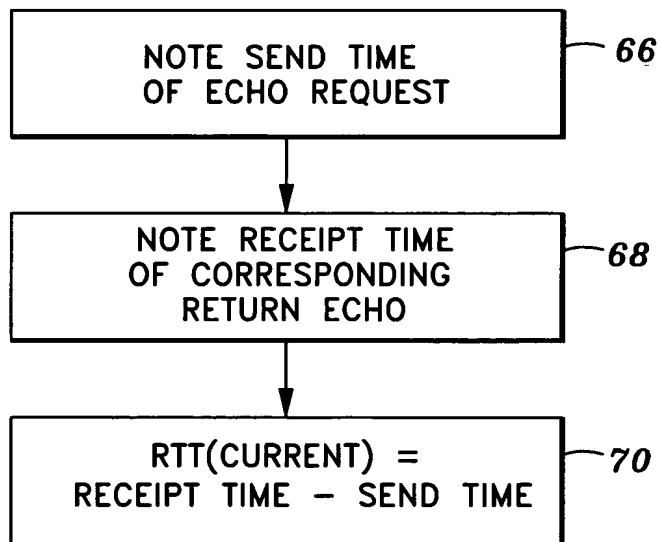 NOTE SEND TIME
OF ECHO REQUEST
66
NOTE RECEIPT TIME
OF CORRESPONDING
RETURN ECHO
68
RTT(CURRENT) =
RECEIPT TIME - SEND TIME
70